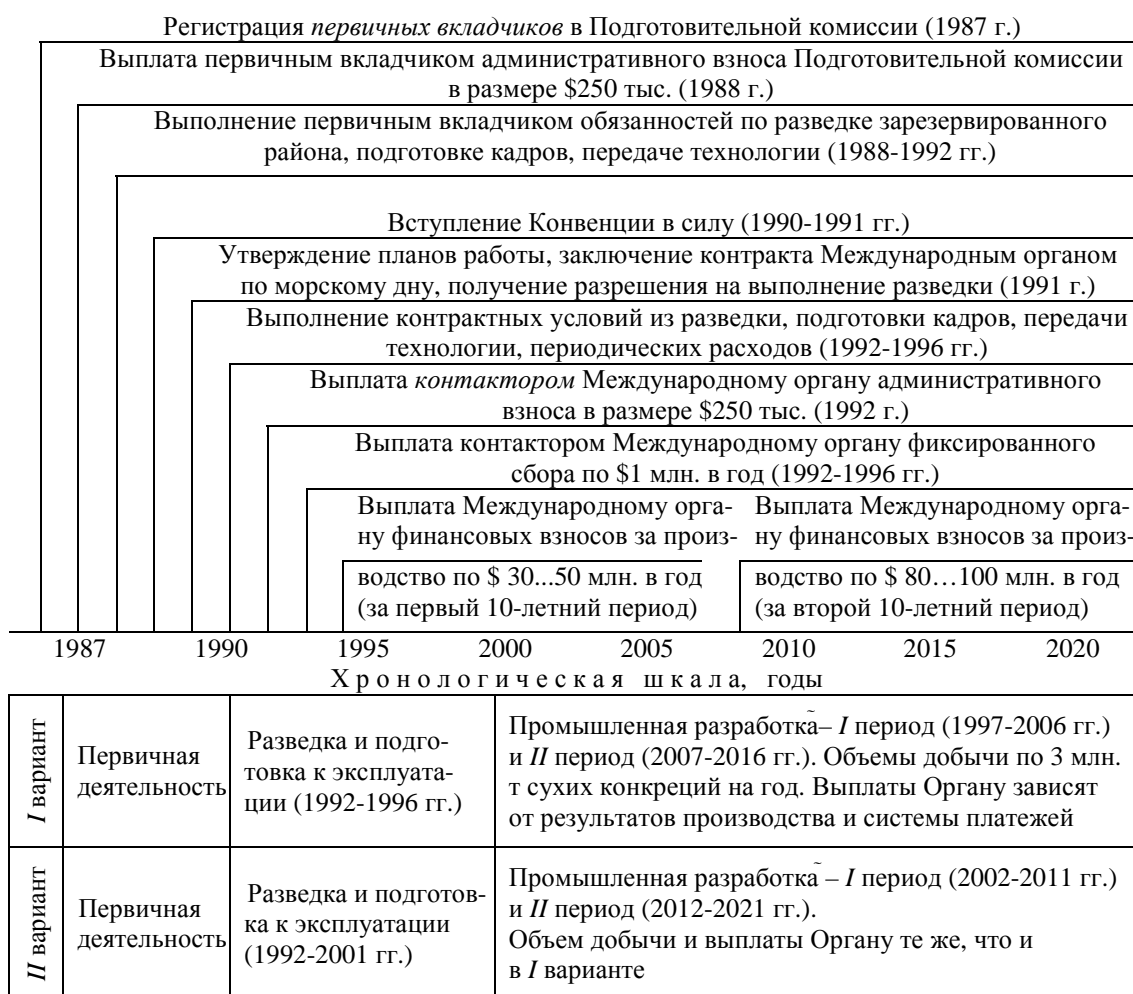 Регистрация первичных вкладчиков в Подготовительной комиссии (1987 г.)
Выплата первичным вкладчиком административного взноса Подготовительной комиссии
в размере $250 тыс. (1988 г.)
Выполнение первичным вкладчиком обязанностей по разведке зарезервированного
района, подготовке кадров, передаче технологии (1988-1992 гг.)
Вступление Конвенции в силу (1990-1991 гг.)
Утверждение планов работы, заключение контракта Международным органом
по морскому дну, получение разрешения на выполнение разведки (1991 г.)
Выполнение контрактных условий из разведки, подготовки кадров, передачи
технологии, периодических расходов (1992-1996 гг.)
Выплата контактором Международному органу административного
взноса в размере $250 тыс. (1992 г.)
Выплата контактором Международному органу фиксированного
сбора по $1 млн. в год (1992-1996 гг.)
Выплата Международному орга-
ну финансовых взносов за произ-
водство по $ 30...50 млн. в год
(за первый 10-летний период)
Выплата Международному орга-
ну финансовых взносов за произ-
водство по $ 80…100 млн. в год
(за второй 10-летний период)
1987 1990 1995 2000 2005 2010 2015 2020
Хронологическая шкала, годы
I вариант
Первичная
деятельность
Разведка и подго-
товка к эксплуата-
ции (1992-1996 гг.)
Промышленная разработка̃ – I период (1997-2006 гг.)
и II период (2007-2016 гг.). Объемы добычи по 3 млн.
т сухих конкреций на год. Выплаты Органу зависят
от результатов производства и системы платежей
II вариант
Первичная
деятельность
Разведка и подготов-
ка к эксплуатации
(1992-2001 гг.)
Промышленная разработка̃ – I период (2002-2011 гг.)
и II период (2012-2021 гг.).
Объем добычи и выплаты Органу те же, что и
в I варианте